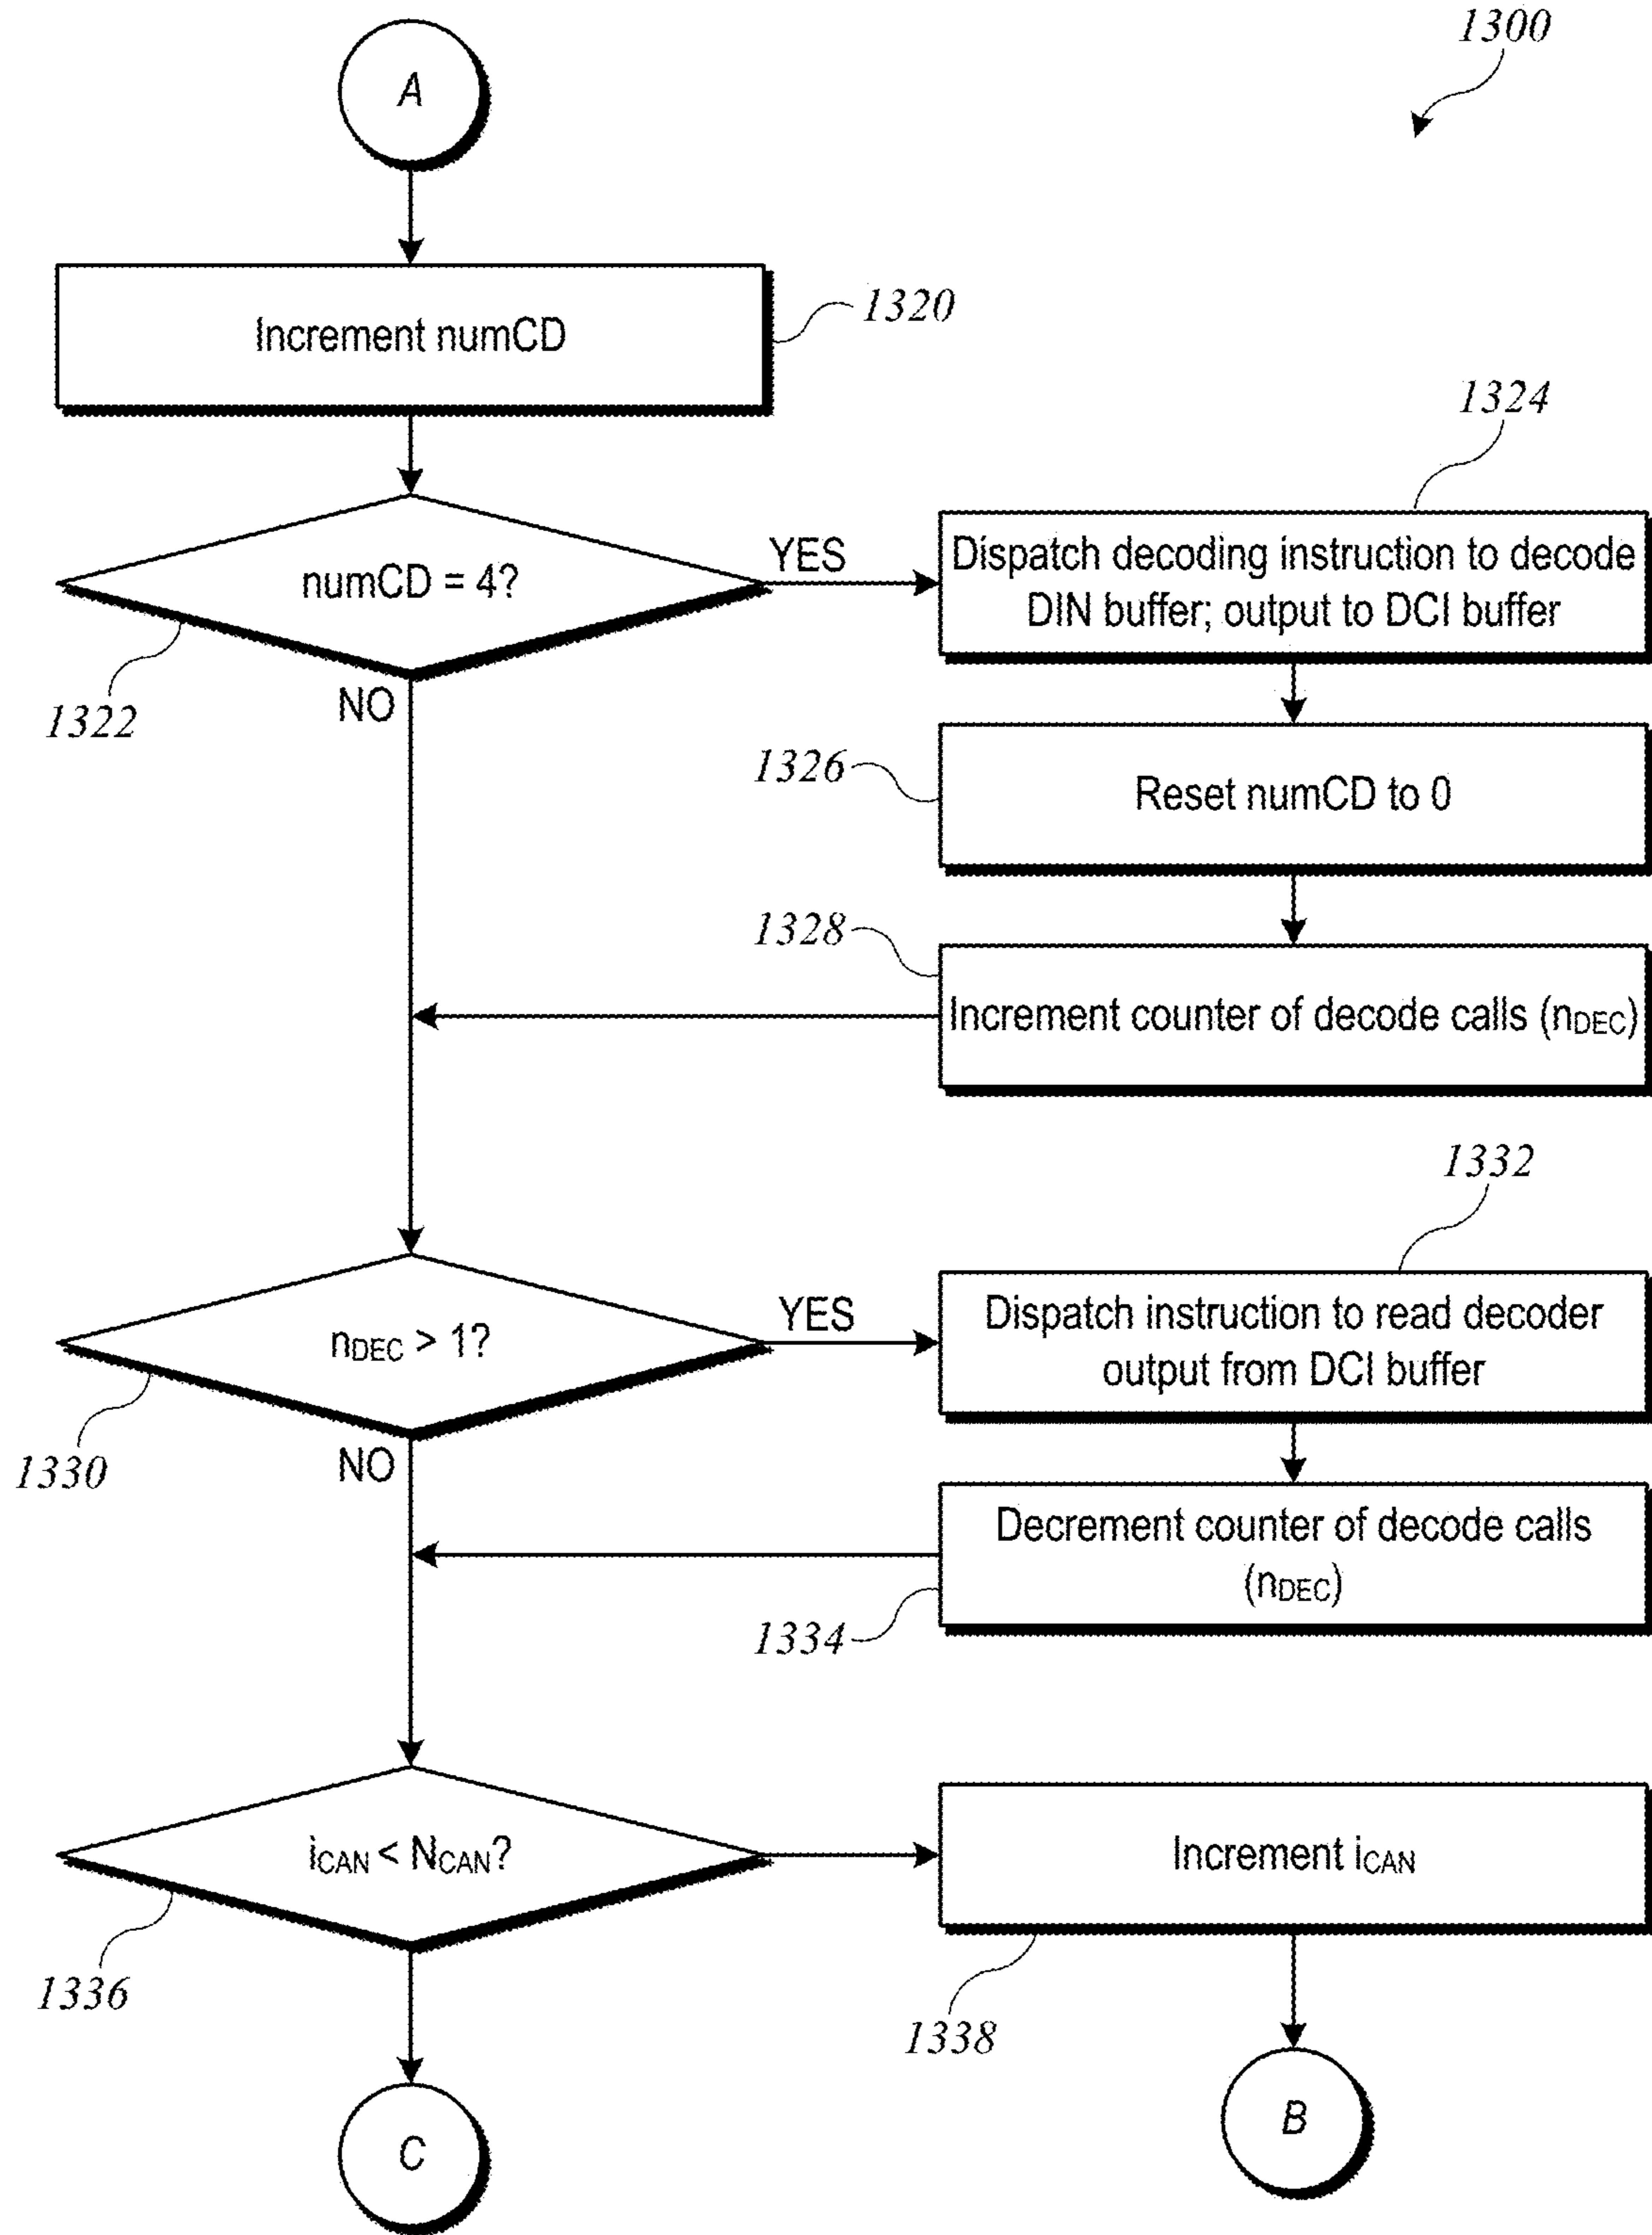 1300
A
Increment numCD
1320
1324
numCD = 4?
YES
Dispatch decoding instruction to decode
DIN buffer; output to DCI buffer
1322
NO
1326
Reset numCD to 0
1328
Increment counter of decode calls (nDEC)
1332
nDEC > 1?
YES
Dispatch instruction to read decoder
output from DCI buffer
1330
NO
Decrement counter of decode calls
(nDEC)
1334
iCAN < NCAN?
Increment iCAN
1336
1338
C
B